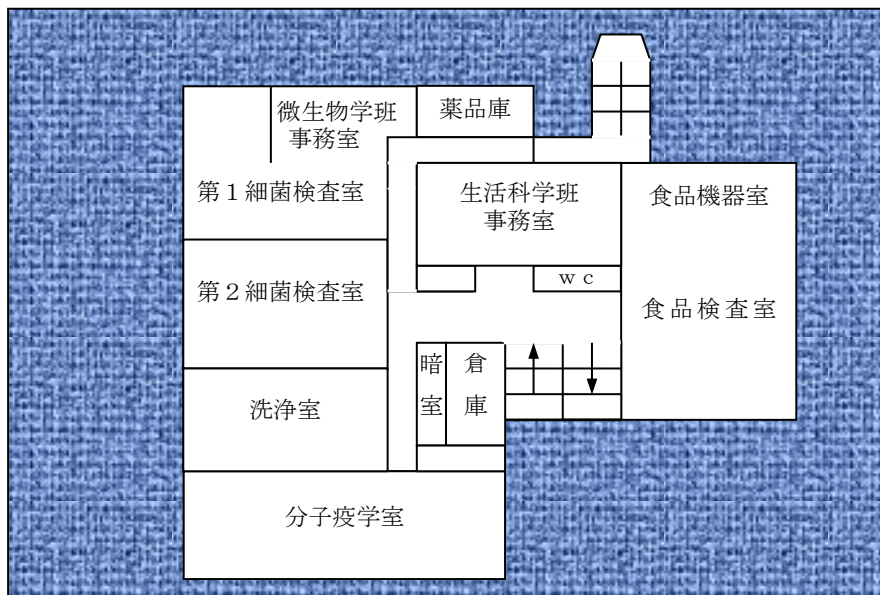 微生物学班
事務室
薬品庫
第１細菌検査室
生活科学班
事務室
食品機器室
第２細菌検査室
ｗｃ
食品検査室
暗室
倉庫
洗浄室
分子疫学室